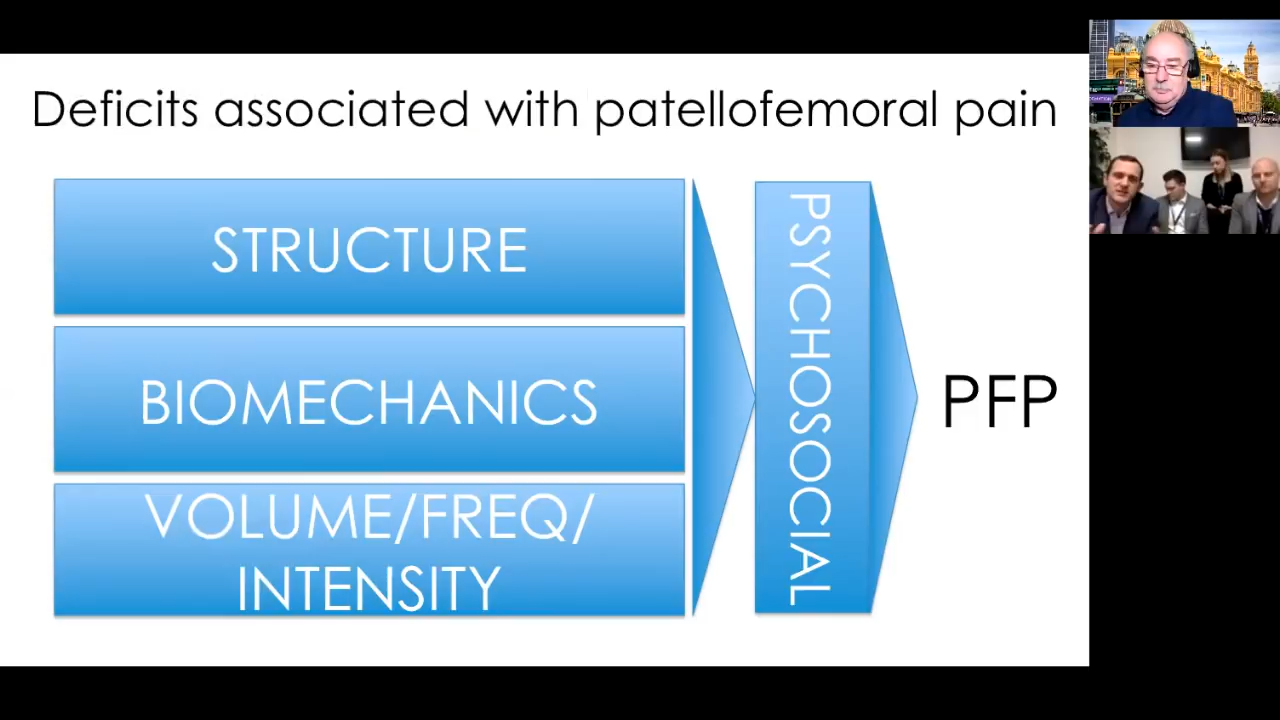 Deficits associated with patellofemoral pain
STRUCTURE
BIOMECHANICS
VOLUME/FREQ/
INTENSITY
PSYCHOSOCIAL
PFP